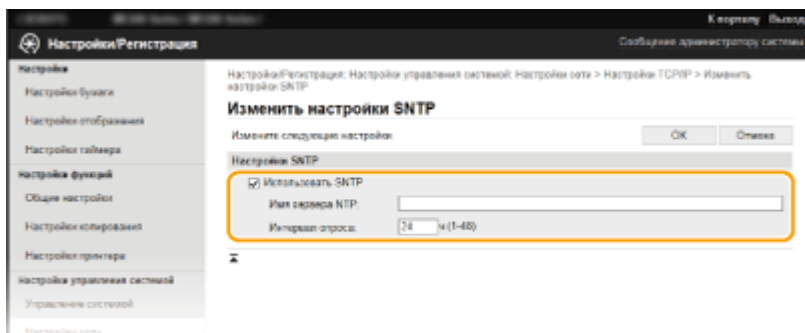 К порталу Выход
Настройки/Регистрация
Сообщение администратору системы
Настройки
Настройки бумаги
Настройки отображения
Настройки таймера
Настройки функций
Общие настройки
Настройки копирования
Настройки принтера
Настройка управления системой
Управление системой
Настройки сети
Настройки/Регистрация: Настройки управления системой: Настройки сети > Настройки TCP/IP > Изменить
настройки SNTP
Изменить настройки SNTP
Измените следующие настройки.
OK Отмена
Настройки SNTP
Использовать SNTP
Имя сервера NTP:
Интервал опроса: 24 ч (1-48)